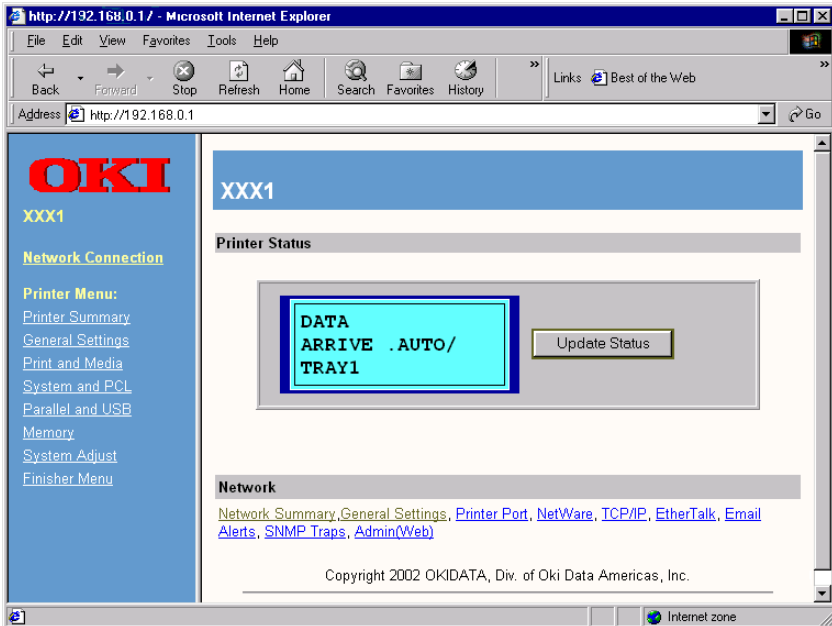 http://192.168.0.1/ - Microsoft Internet Explorer
File Edit View Favorites Tools Help
Back Forward Stop Refresh Home Search Favorites History » Links Best of the Web »
Address http://192.168.0.1 Go
OKI
XXX1
Network Connection
Printer Menu:
Printer Summary
General Settings
Print and Media
System and PCL
Parallel and USB
Memory
System Adjust
Finisher Menu
XXX1
Printer Status
DATA
ARRIVE .AUTO/
TRAY1
Update Status
Network
Network Summary,General Settings, Printer Port, NetWare, TCP/IP, EtherTalk, Email
Alerts, SNMP Traps, Admin(Web)
Copyright 2002 OKIDATA, Div. of Oki Data Americas, Inc.
Internet zone